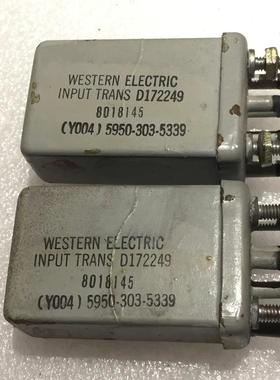 WESTERN ELECTRIC
INPUT TRANS D172249
8018145
(Y004) 5950-303-5339
WESTERN ELECTRIC
INPUT TRANS D172249
8018145
(Y004) 5950-303-5339